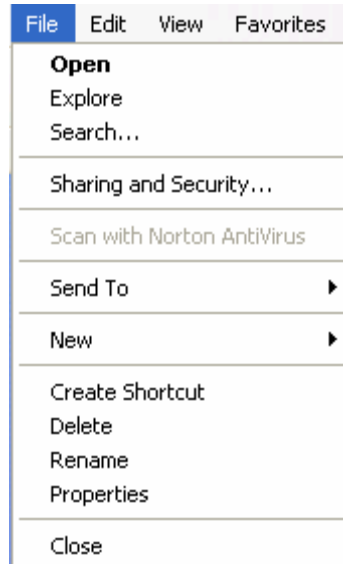 File Edit View Favorites
Open
Explore
Search...
Sharing and Security...
Scan with Norton AntiVirus
Send To
New
Create Shortcut
Delete
Rename
Properties
Close